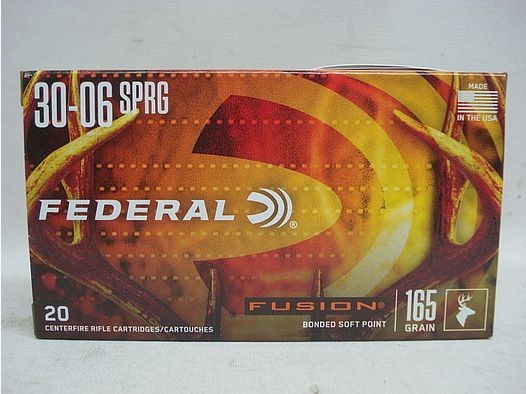 30-06 SPRG
MADE
IN THE USA
FEDERAL®
20
CENTERFIRE RIFLE CARTRIDGES/CARTOUCHES
FUSION®
BONDED SOFT POINT
165
GRAIN